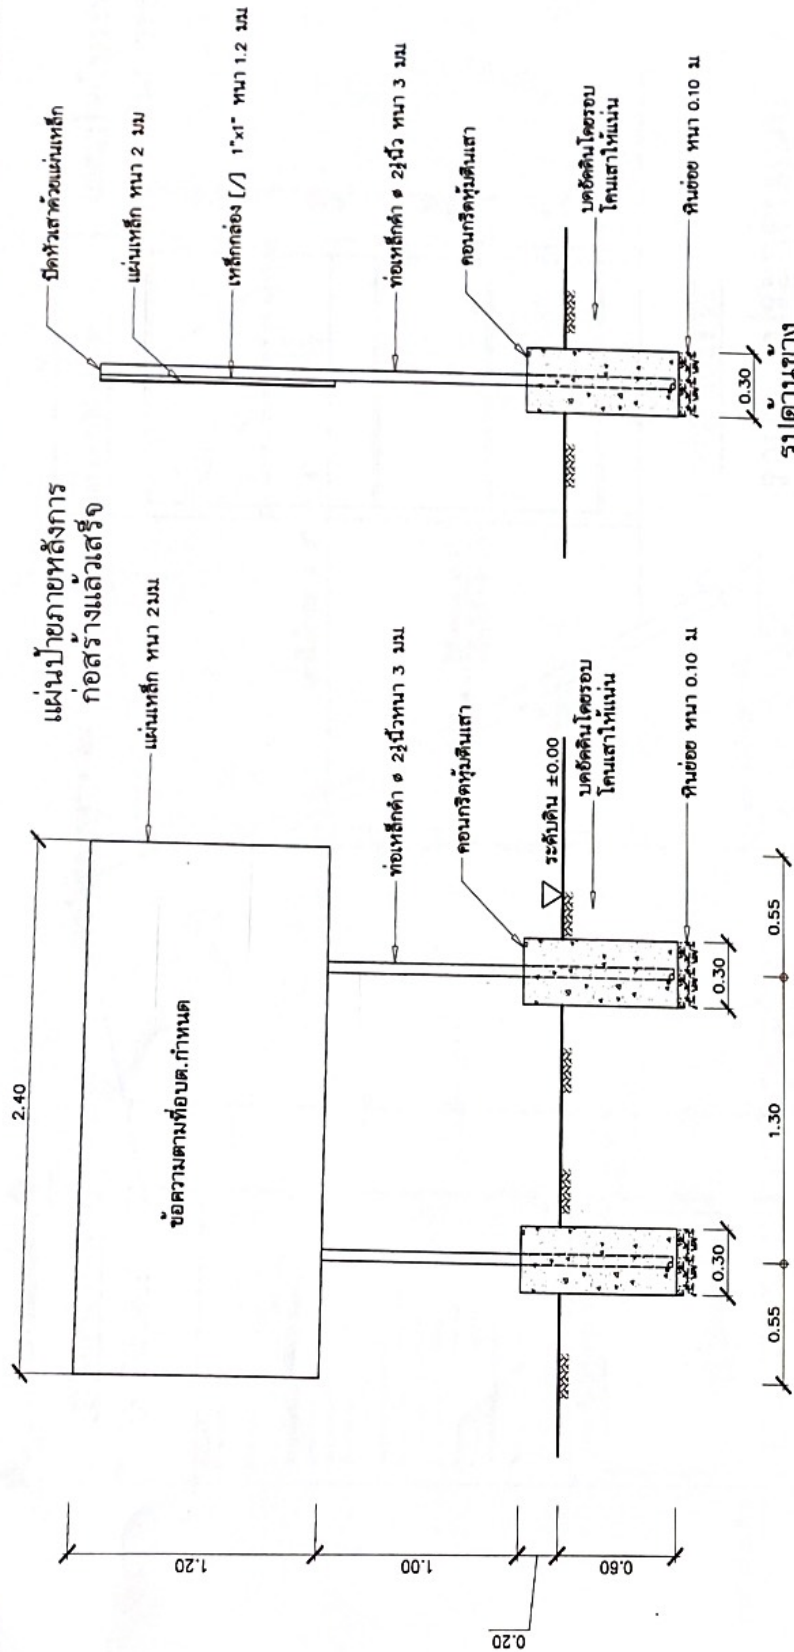 แผ่นป้ายภายหลังการ
ก่อสร้างแล้วเสร็จ
2.40
ข้อความตามที่อบต.กำหนด
แผ่นเหล็ก หนา 2มม
ท่อเหล็กดำ ø 2½นิ้วหนา 3 มม
คอนกรีตหุ้มตีนเสา
ระดับดิน ±0.00
บดอัดดินโดยรอบ
โคนเสาให้แน่น
หินย่อย หนา 0.10 ม
0.30
0.30
0.55
1.30
0.55
1.20
1.00
0.20
0.60
ปิดหัวเสาด้วยแผ่นเหล็ก
แผ่นเหล็ก หนา 2 มม
เหล็กกล่อง [/] 1"x1" หนา 1.2 มม
ท่อเหล็กดำ ø 2½นิ้ว หนา 3 มม
คอนกรีตหุ้มตีนเสา
บดอัดดินโดยรอบ
โคนเสาให้แน่น
หินย่อย หนา 0.10 ม
0.30
รูปด้านข้าง